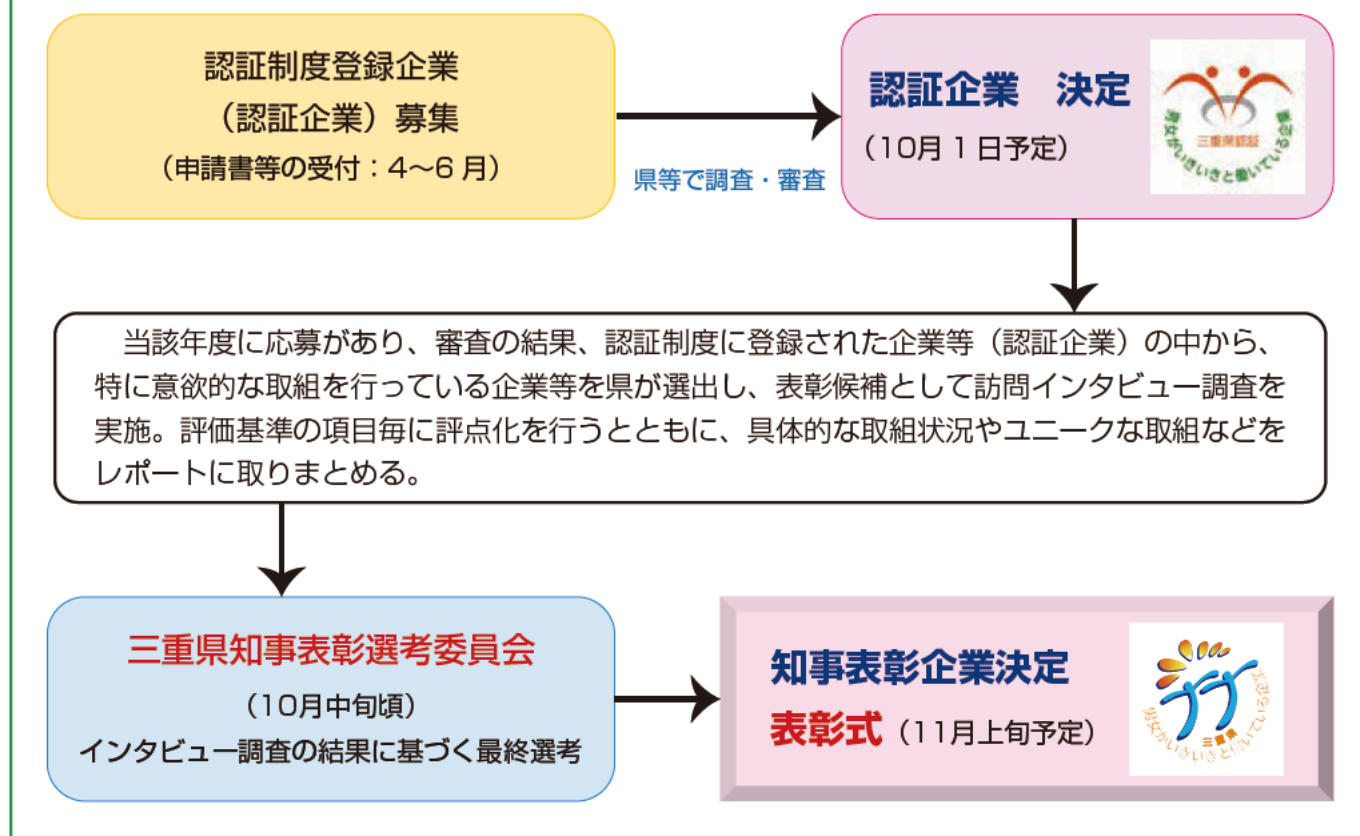 認証制度登録企業
（認証企業）募集
（申請書等の受付：4～6月）
県等で調査・審査
認証企業　決定
（10月1日予定）
三重県認証
男女がいきいきと働いている企業
　当該年度に応募があり、審査の結果、認証制度に登録された企業等（認証企業）の中から、
特に意欲的な取組を行っている企業等を県が選出し、表彰候補として訪問インタビュー調査を
実施。評価基準の項目毎に評点化を行うとともに、具体的な取組状況やユニークな取組などを
レポートに取りまとめる。
三重県知事表彰選考委員会
（10月中旬頃）
インタビュー調査の結果に基づく最終選考
知事表彰企業決定
表彰式（11月上旬予定）
三重県
男女がいきいきと働いている企業